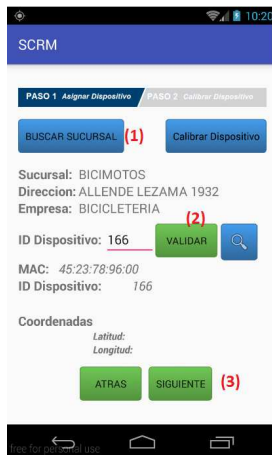 10:20
SCRM
PASO 1 Asignar Dispositivo PASO 2 Calibrar Dispositivo
BUSCAR SUCURSAL (1) Calibrar Dispositivo
Sucursal: BICIMOTOS
Direccion: ALLENDE LEZAMA 1932
Empresa: BICICLETERIA
(2)
ID Dispositivo: 166 VALIDAR
MAC: 45:23:78:96:00
ID Dispositivo: 166
Coordenadas
Latitud:
Longitud:
ATRAS SIGUIENTE (3)
free for personal use